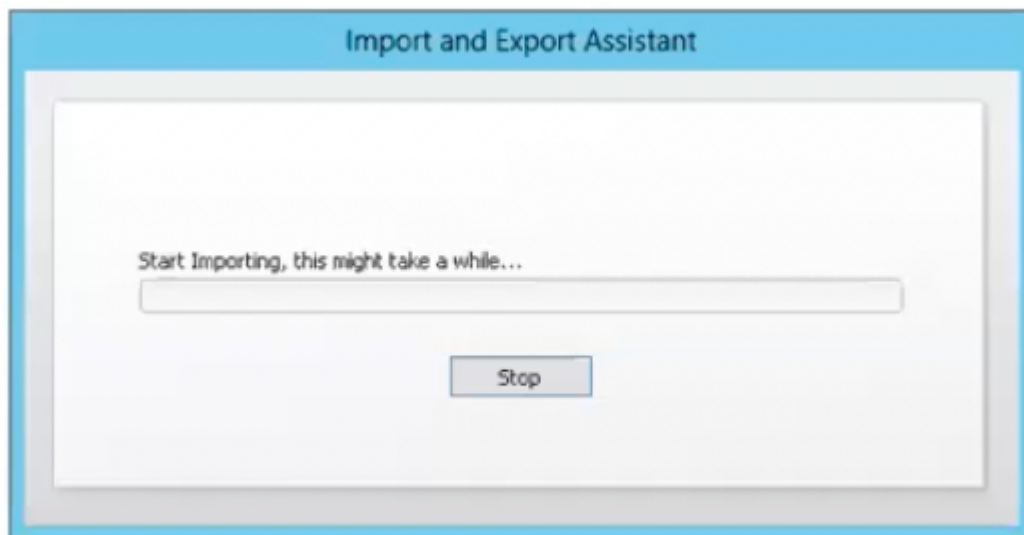 Import and Export Assistant
Start Importing, this might take a while...
Stop